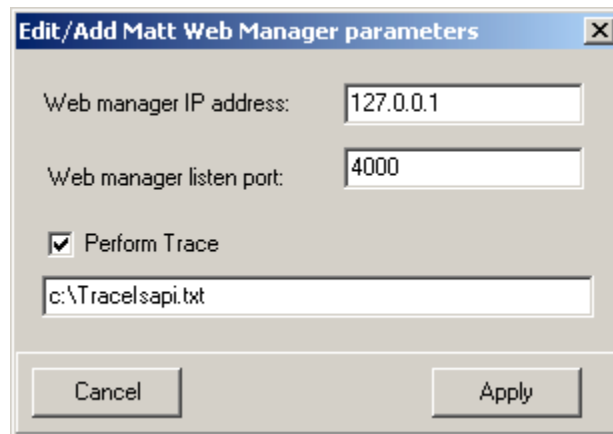 Edit/Add Matt Web Manager parameters
Web manager IP address: 127.0.0.1
Web manager listen port: 4000
Perform Trace
c:\TraceIsapi.txt
Cancel Apply